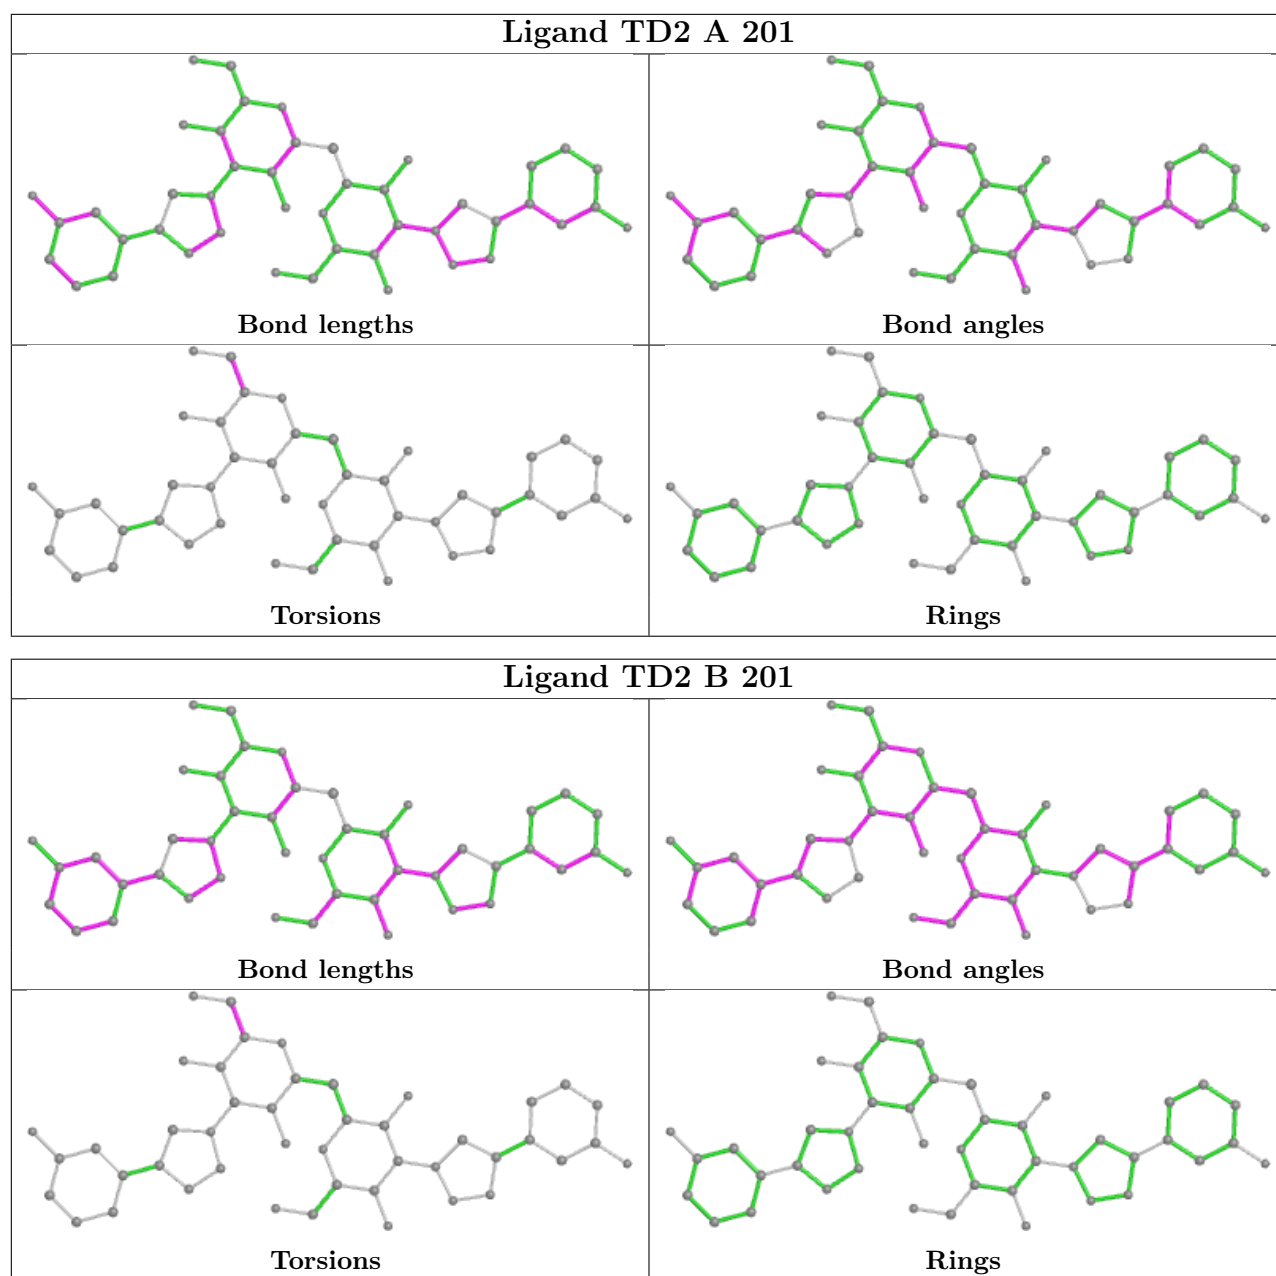 Ligand TD2 A 201
Bond lengths
Bond angles
Torsions
Rings
Ligand TD2 B 201
Bond lengths
Bond angles
Torsions
Rings